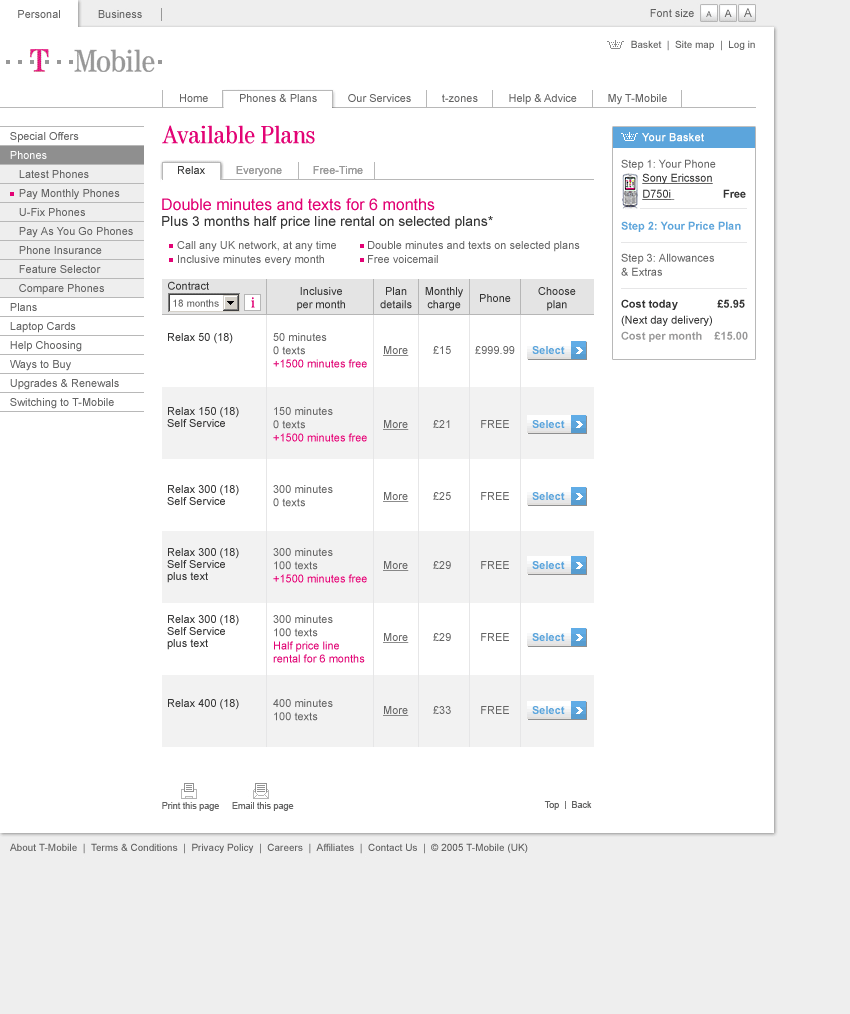 Personal
Business
Font size A A A
Basket | Site map | Log in
T-Mobile
Home
Phones & Plans
Our Services
t-zones
Help & Advice
My T-Mobile
Special Offers
Phones
Latest Phones
Pay Monthly Phones
U-Fix Phones
Pay As You Go Phones
Phone Insurance
Feature Selector
Compare Phones
Plans
Laptop Cards
Help Choosing
Ways to Buy
Upgrades & Renewals
Switching to T-Mobile
Available Plans
Relax
Everyone
Free-Time
Double minutes and texts for 6 months
Plus 3 months half price line rental on selected plans*
Call any UK network, at any time
Double minutes and texts on selected plans
Inclusive minutes every month
Free voicemail
Contract
18 months
i
Inclusive
per month
Plan
details
Monthly
charge
Phone
Choose
plan
Relax 50 (18)
50 minutes
0 texts
+1500 minutes free
More
£15
£999.99
Select
Relax 150 (18)
Self Service
150 minutes
0 texts
+1500 minutes free
More
£21
FREE
Select
Relax 300 (18)
Self Service
300 minutes
0 texts
More
£25
FREE
Select
Relax 300 (18)
Self Service
plus text
300 minutes
100 texts
+1500 minutes free
More
£29
FREE
Select
Relax 300 (18)
Self Service
plus text
300 minutes
100 texts
Half price line
rental for 6 months
More
£29
FREE
Select
Relax 400 (18)
400 minutes
100 texts
More
£33
FREE
Select
Your Basket
Step 1: Your Phone
Sony Ericsson
D750i
Free
Step 2: Your Price Plan
Step 3: Allowances
& Extras
Cost today £5.95
(Next day delivery)
Cost per month £15.00
Print this page
Email this page
Top | Back
About T-Mobile | Terms & Conditions | Privacy Policy | Careers | Affiliates | Contact Us | © 2005 T-Mobile (UK)